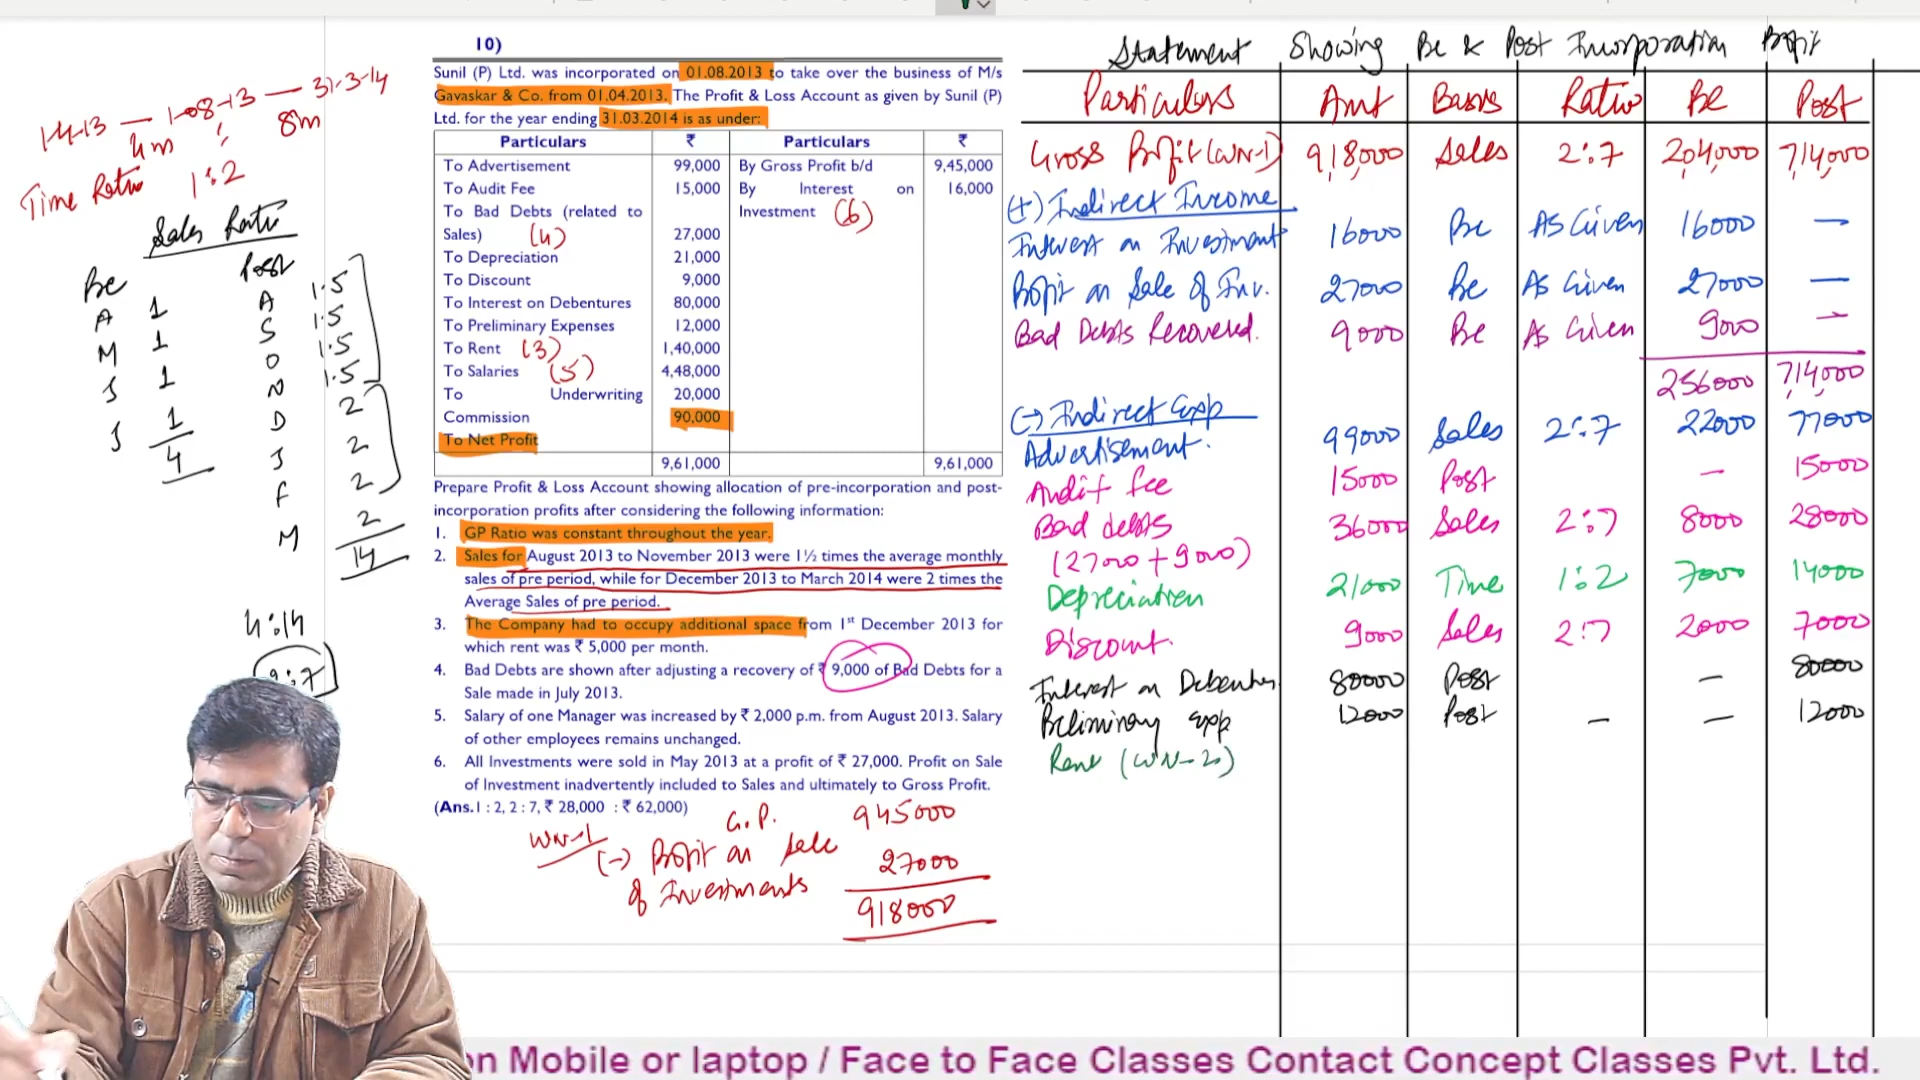 10)
Sunil (P) Ltd. was incorporated on 01.08.2013 to take over the business of M/s
Gavaskar & Co. from 01.04.2013. The Profit & Loss Account as given by Sunil (P)
Ltd. for the year ending 31.03.2014 is as under:
Particulars ₹ Particulars ₹
To Advertisement 99,000 By Gross Profit b/d 9,45,000
To Audit Fee 15,000 By Interest on 16,000
To Bad Debts (related to Investment (6)
Sales) (4) 27,000
To Depreciation 21,000
To Discount 9,000
To Interest on Debentures 80,000
To Preliminary Expenses 12,000
To Rent (3) 1,40,000
To Salaries (5) 4,48,000
To Underwriting 20,000
Commission 90,000
To Net Profit
9,61,000 9,61,000
Prepare Profit & Loss Account showing allocation of pre-incorporation and post-
incorporation profits after considering the following information:
1. GP Ratio was constant throughout the year.
2. Sales for August 2013 to November 2013 were 1½ times the average monthly
sales of pre period, while for December 2013 to March 2014 were 2 times the
Average Sales of pre period.
3. The Company had to occupy additional space from 1st December 2013 for
which rent was ₹ 5,000 per month.
4. Bad Debts are shown after adjusting a recovery of ₹ 9,000 of Bad Debts for a
Sale made in July 2013.
5. Salary of one Manager was increased by ₹ 2,000 p.m. from August 2013. Salary
of other employees remains unchanged.
6. All Investments were sold in May 2013 at a profit of ₹ 27,000. Profit on Sale
of Investment inadvertently included to Sales and ultimately to Gross Profit.
(Ans. 1 : 2, 2 : 7, ₹ 28,000 : ₹ 62,000)
WN-1 G.P. 945000
(-) Profit on Sale 27000
of Investments
918000
1-4-13 — 1-08-13 — 31-3-14
4m 8m
Time Ratio 1:2
Sales Ratio
Pre Post
A 1 A 1.5
M 1 S 1.5
J 1 O 1.5
J 1 N 1.5
4 D 2
J 2
F 2
M 2
14
4:14
2:7
Statement Showing Pre & Post Incorporation Profit
Particulars Amt Basis Ratio Pre Post
Gross Profit (WN-1) 918000 Sales 2:7 204000 714000
(+) Indirect Income
Interest on Investment 16000 Pre As Given 16000 —
Profit on Sale of Inv. 27000 Pre As Given 27000 —
Bad Debts Recovered. 9000 Pre As Given 9000 —
256000 714000
(-) Indirect Exp
Advertisement. 99000 Sales 2:7 22000 77000
Audit fee 15000 Post — 15000
Bad debts 36000 Sales 2:7 8000 28000
(27000 + 9000)
Depreciation 21000 Time 1:2 7000 14000
Discount. 9000 Sales 2:7 2000 7000
Interest on Debentures 80000 Post — 80000
Preliminary Exp 12000 Post — — 12000
Rent (WN-2)
on Mobile or laptop / Face to Face Classes Contact Concept Classes Pvt. Ltd.